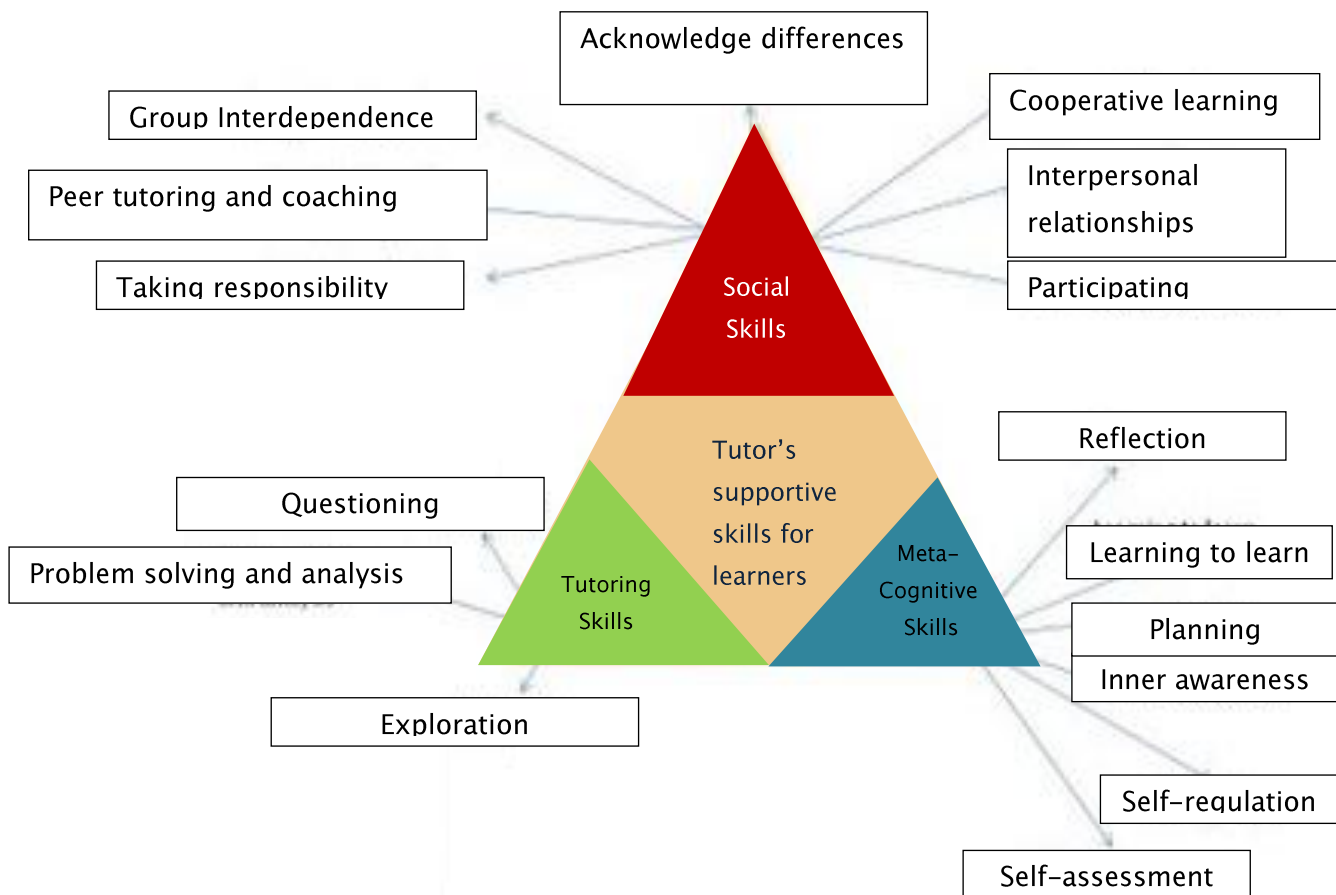 Acknowledge differences
Group Interdependence
Cooperative learning
Peer tutoring and coaching
Interpersonal
relationships
Taking responsibility
Participating
Social
Skills
Reflection
Tutor’s
supportive
skills for
learners
Questioning
Learning to learn
Problem solving and analysis
Meta-
Cognitive
Skills
Tutoring
Skills
Planning
Inner awareness
Exploration
Self-regulation
Self-assessment